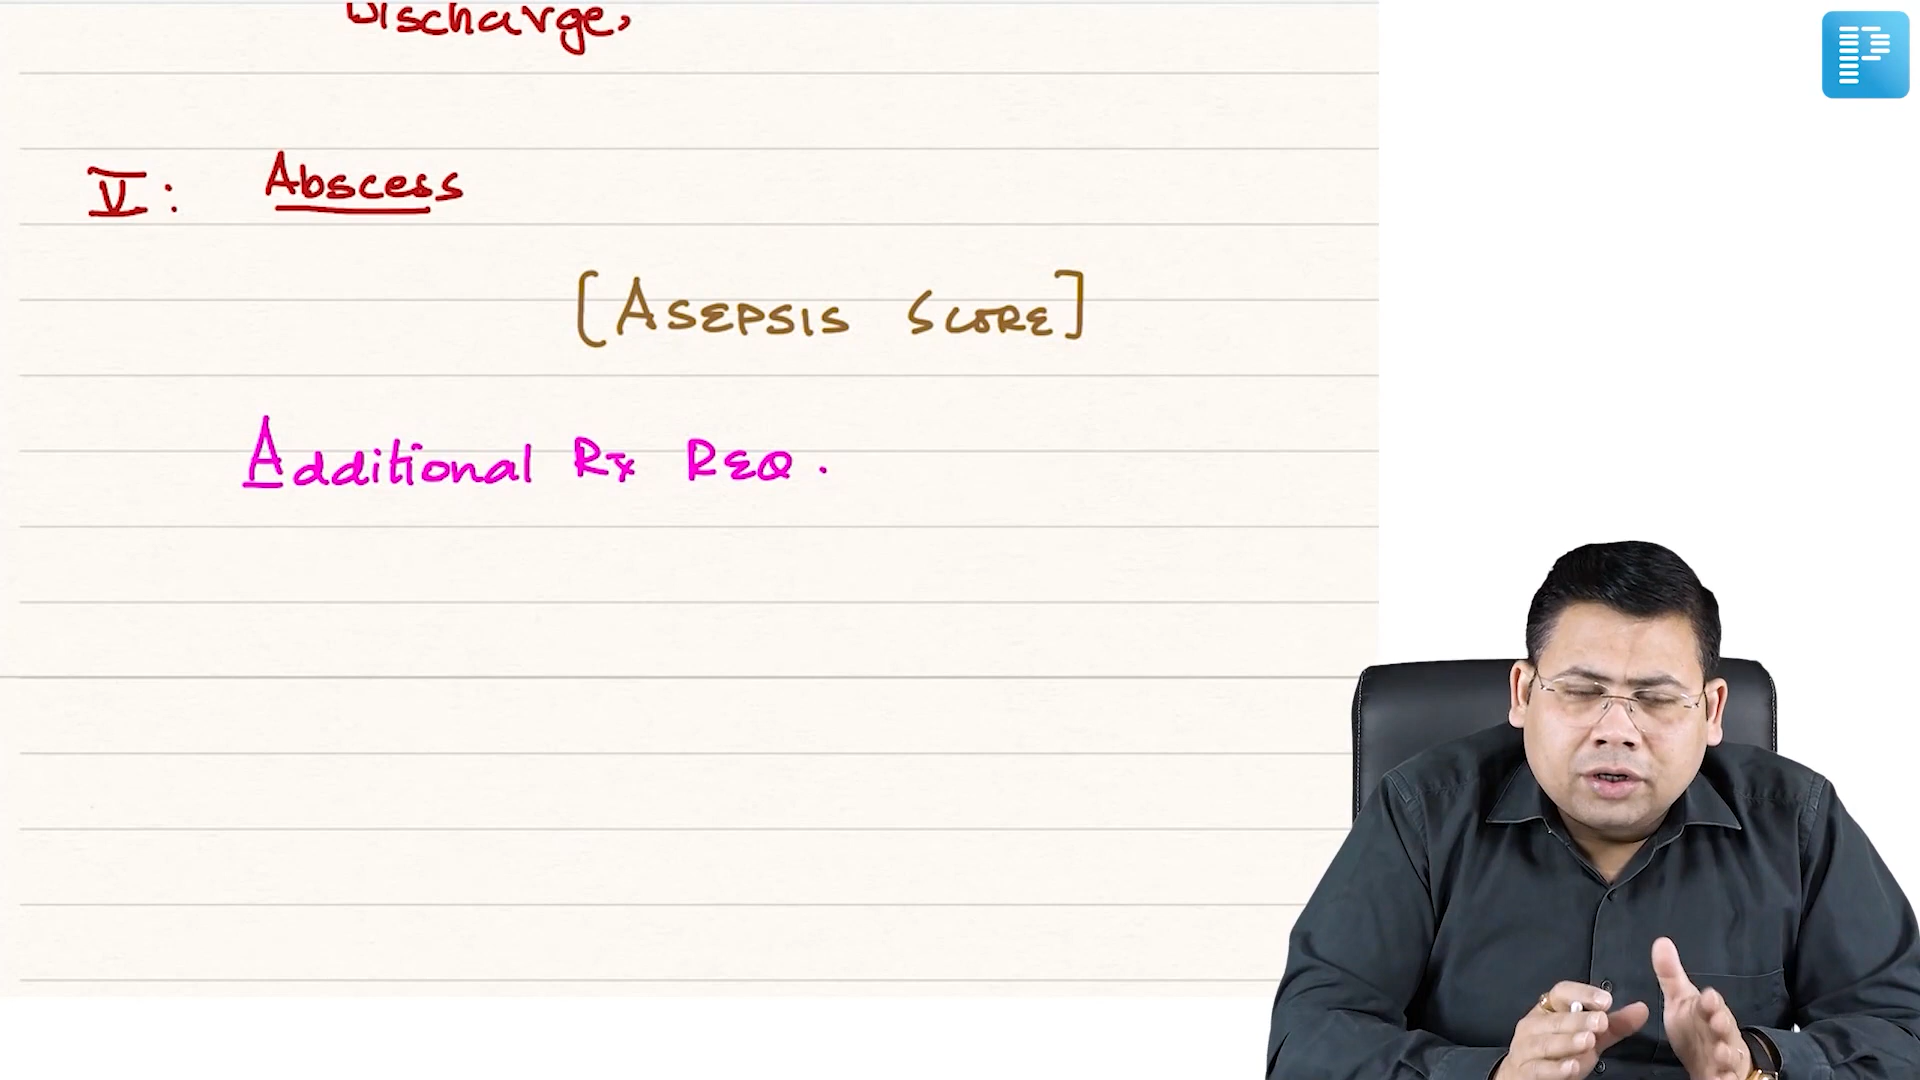 Discharge,
V: Abscess
[ASEPSIS SCORE]
Additional Rx REQ.